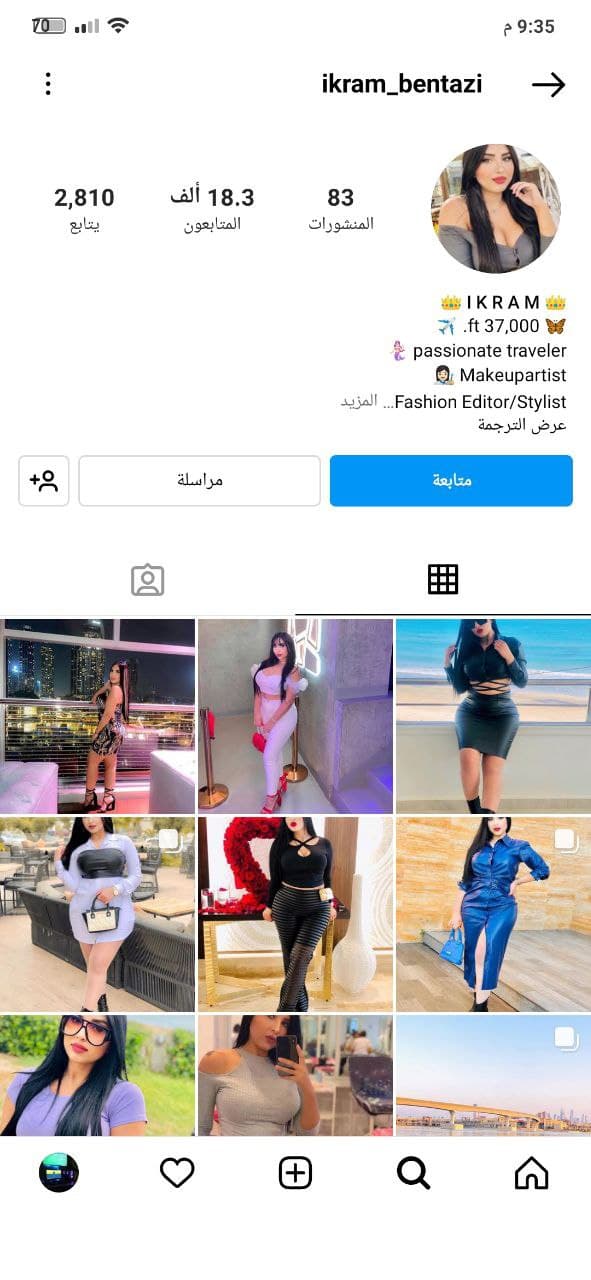 9:35 م
70
ikram_bentazi
83
المنشورات
18.3 ألف
المتابعون
2,810
يتابع
👑 I K R A M 👑
🦋 37,000 ft. ✈️
passionate traveler 🧜🏻‍♀️
Makeupartist 👩🏻‍🎨
Fashion Editor/Stylist... المزيد
عرض الترجمة
متابعة
مراسلة